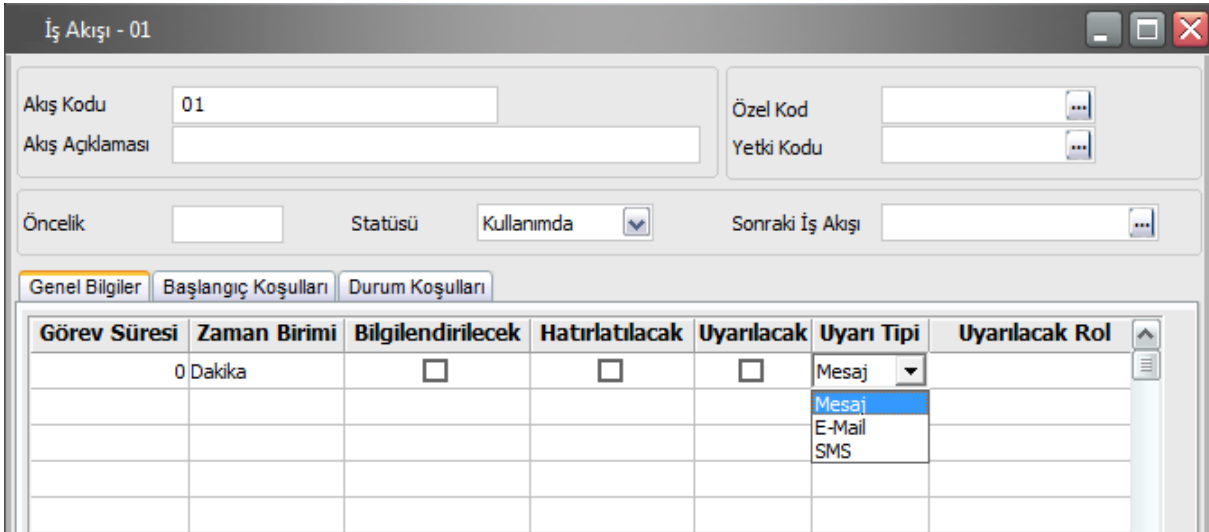 İş Akışı - 01
Akış Kodu 01
Özel Kod ...
Akış Açıklaması
Yetki Kodu ...
Öncelik Statüsü Kullanımda Sonraki İş Akışı ...
Genel Bilgiler Başlangıç Koşulları Durum Koşulları
Görev Süresi Zaman Birimi Bilgilendirilecek Hatırlatılacak Uyarılacak Uyarı Tipi Uyarılacak Rol
0 Dakika Mesaj
Mesaj
E-Mail
SMS